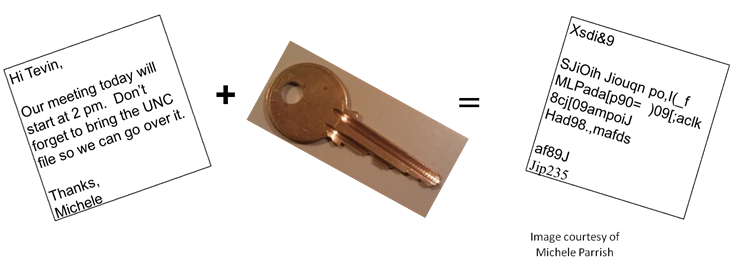 Hi Tevin,
Our meeting today will
start at 2 pm.  Don't
forget to bring the UNC
file so we can go over it.
Thanks,
Michele
+
=
Xsdi&9
SJiOih Jiouqn po,I(_f
MLPada[p90=  )09[;aclk
8cj[09ampoiJ
Had98.,mafds
af89J
Jip235
Image courtesy of
Michele Parrish